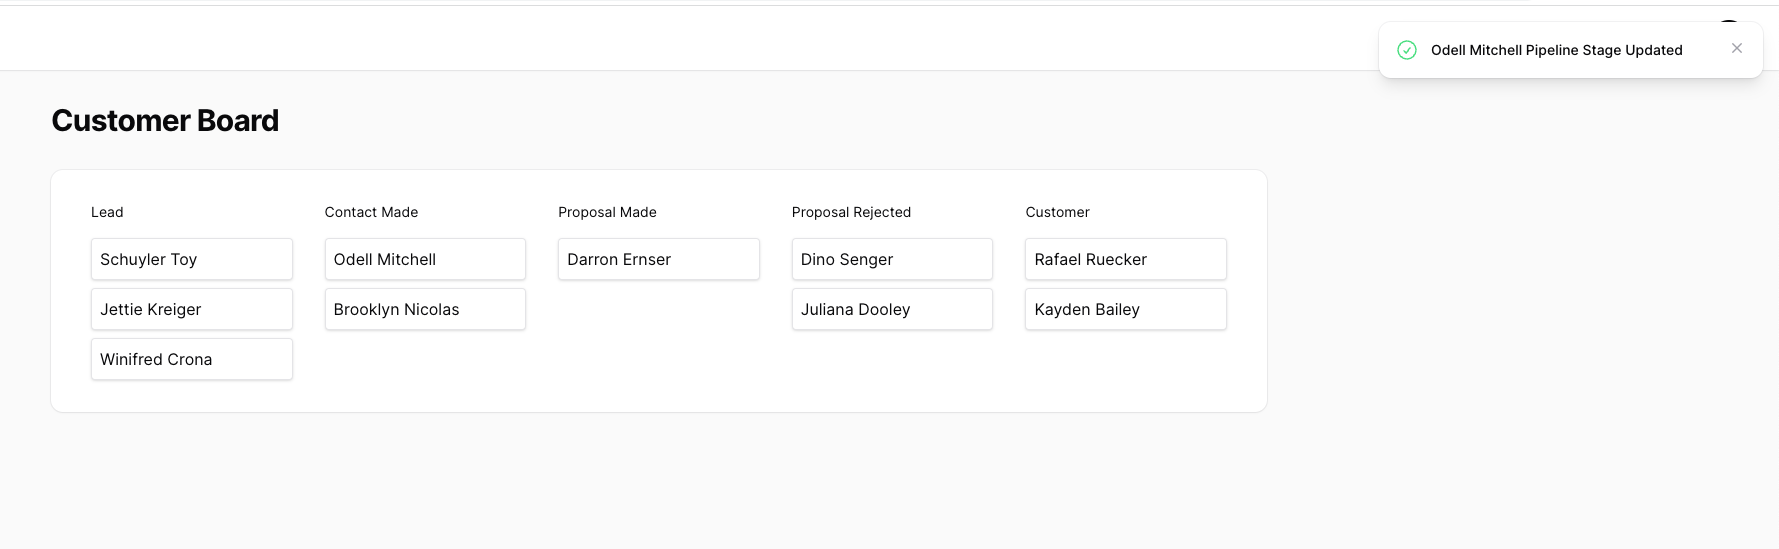 Odell Mitchell Pipeline Stage Updated
Customer Board
Lead
Schuyler Toy
Jettie Kreiger
Winifred Crona
Contact Made
Odell Mitchell
Brooklyn Nicolas
Proposal Made
Darron Ernser
Proposal Rejected
Dino Senger
Juliana Dooley
Customer
Rafael Ruecker
Kayden Bailey